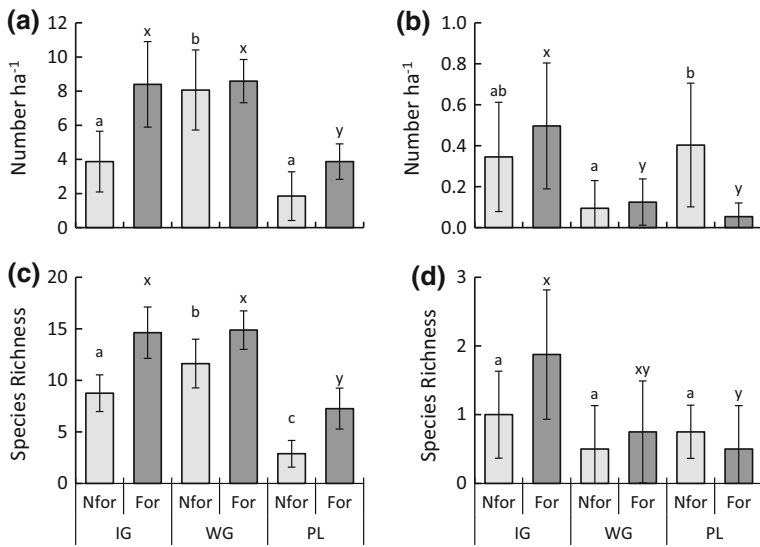 (a)
Number ha⁻¹
12
10
8
6
4
2
0
a
x
b
x
a
y
(b)
Number ha⁻¹
1.0
0.8
0.6
0.4
0.2
0.0
ab
x
a
y
b
y
(c)
Species Richness
20
15
10
5
0
a
x
b
x
c
y
Nfor For Nfor For Nfor For
IG WG PL
(d)
Species Richness
3
2
1
0
a
x
a
xy
a
y
Nfor For Nfor For Nfor For
IG WG PL